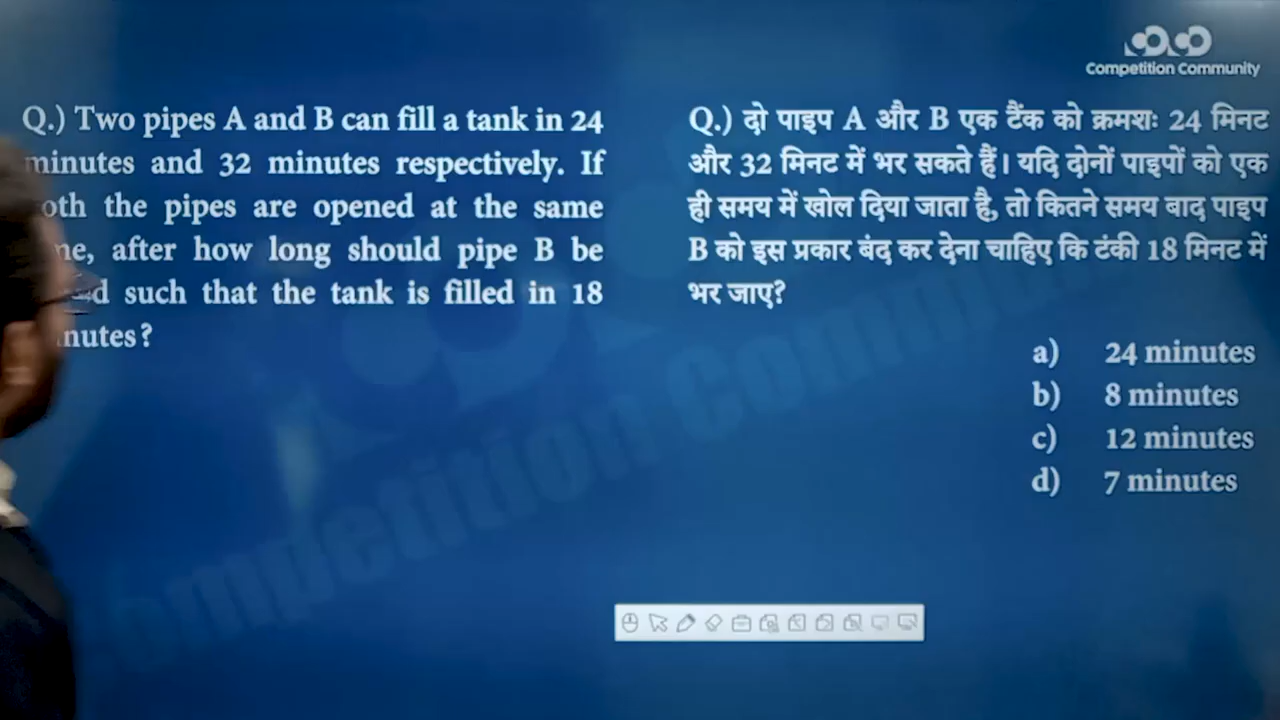 Competition Community
Q.) Two pipes A and B can fill a tank in 24
minutes and 32 minutes respectively. If
the pipes are opened at the same
after how long should pipe B be
such that the tank is filled in 18
Q.) दो पाइप A और B एक टैंक को क्रमशः 24 मिनट
और 32 मिनट में भर सकते हैं। यदि दोनों पाइपों को एक
ही समय में खोल दिया जाता है, तो कितने समय बाद पाइप
B को इस प्रकार बंद कर देना चाहिए कि टंकी 18 मिनट में
भर जाए?
a) 24 minutes
b) 8 minutes
c) 12 minutes
d) 7 minutes